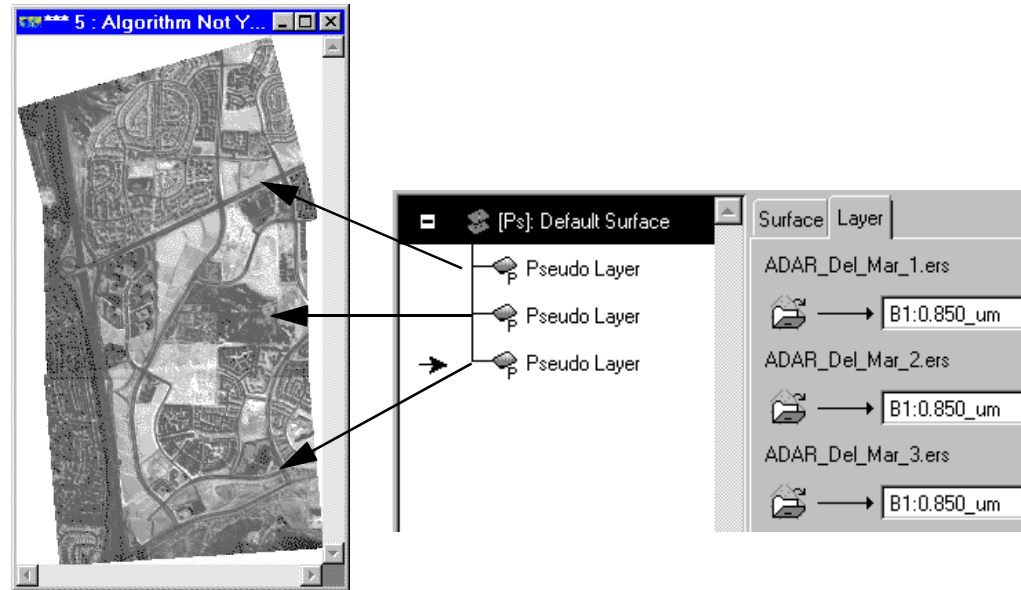 *** 5 : Algorithm Not Y...
[Ps]: Default Surface
P Pseudo Layer
P Pseudo Layer
P Pseudo Layer
Surface Layer
ADAR_Del_Mar_1.ers
B1:0.850_um
ADAR_Del_Mar_2.ers
B1:0.850_um
ADAR_Del_Mar_3.ers
B1:0.850_um